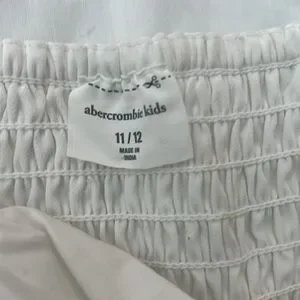 abercrombie kids
11 / 12
MADE IN
INDIA